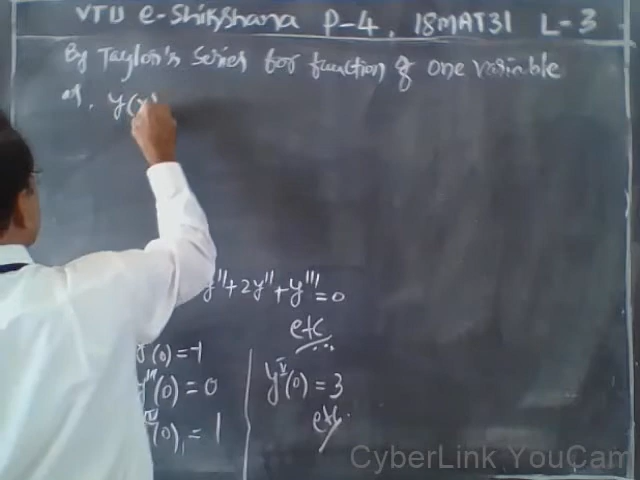 VTU e-Shikshana P-4, 18MAT31 L-3
By Taylor's Series for function of one variable
y(x)
y'''+2y''+y'''=0
etc
(0)=-1
y'''(0)=0
(0)=1
(0)=3
etc.
CyberLink YouCam